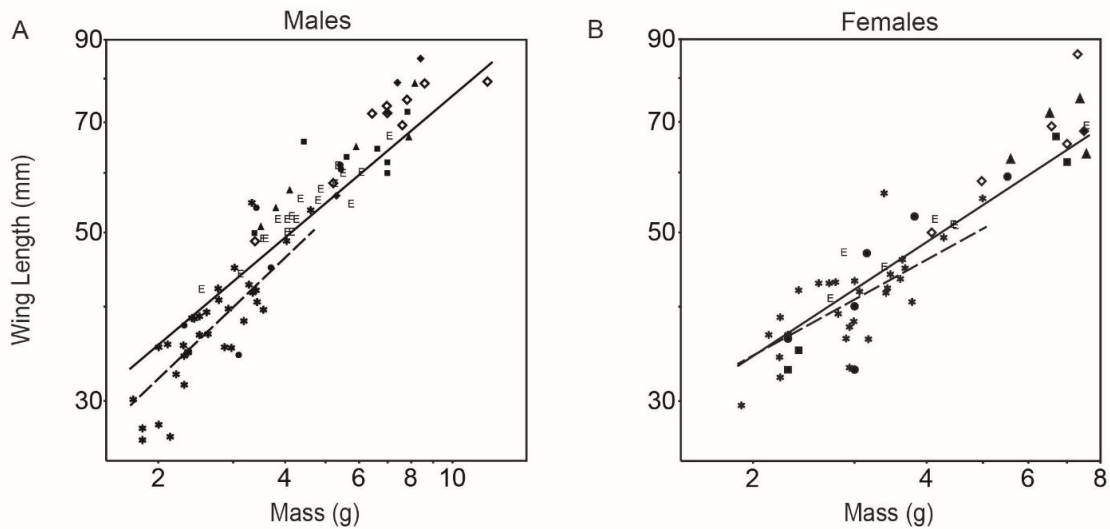 A Males
B Females
90
70
50
30
Wing Length (mm)
2 4 6 8 10
Mass (g)
90
70
50
30
2 4 6 8
Mass (g)
E E E E E E E E E E E E E E E E E
E E E E E E E